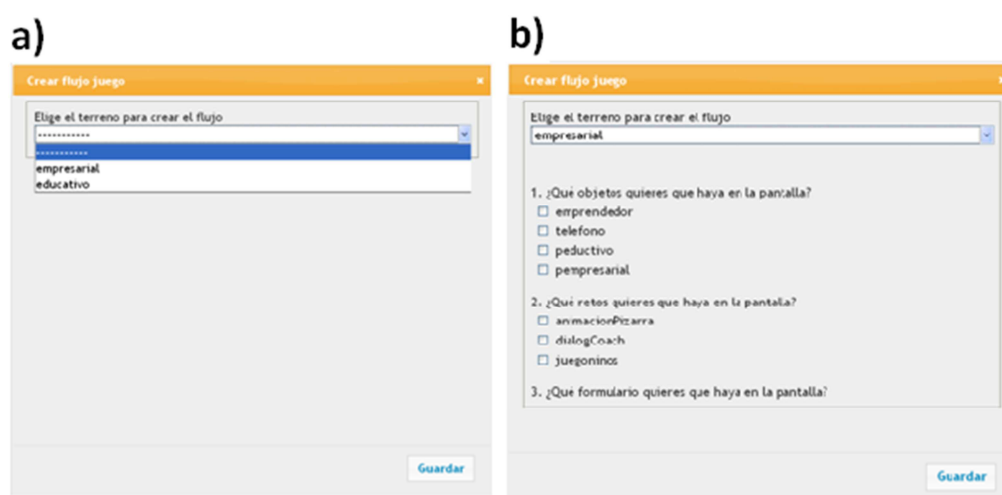 a)
Crear flujo juego
Elige el terreno para crear el flujo
-----------
-----------
empresarial
educativo
Guardar
b)
Crear flujo juego
Elige el terreno para crear el flujo
empresarial
1. ¿Qué objetos quieres que haya en la pantalla?
emprendedor
telefono
peductivo
pempresarial
2. ¿Qué retos quieres que haya en la pantalla?
animacionPizarra
dialogCoach
juegoninos
3. ¿Qué formulario quieres que haya en la pantalla?
Guardar